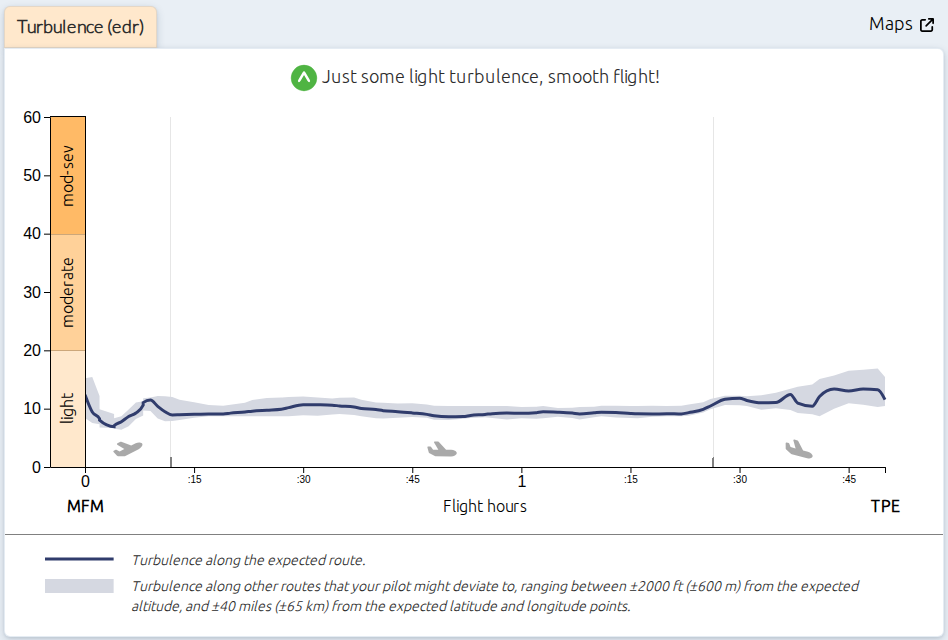 Turbulence (edr)
Maps
Just some light turbulence, smooth flight!
60
50
40
30
20
10
0
mod-sev
moderate
light
0 :15 :30 :45 1 :15 :30 :45
MFM Flight hours TPE
Turbulence along the expected route.
Turbulence along other routes that your pilot might deviate to, ranging between ±2000 ft (±600 m) from the expected
altitude, and ±40 miles (±65 km) from the expected latitude and longitude points.